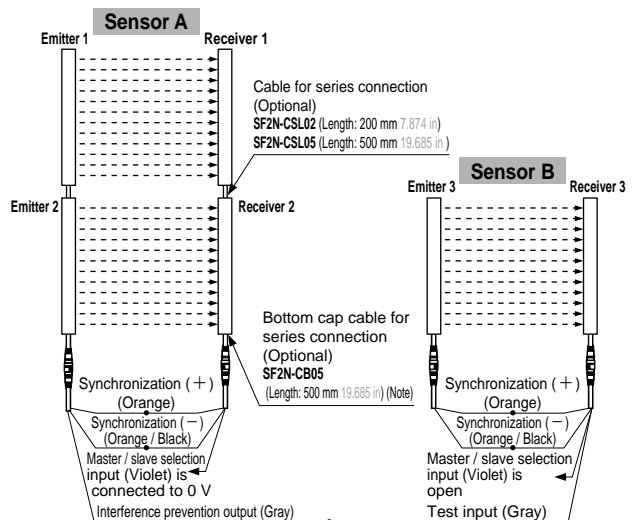 Sensor A
Emitter 1
Receiver 1
Cable for series connection
(Optional)
SF2N-CSL02 (Length: 200 mm 7.874 in)
SF2N-CSL05 (Length: 500 mm 19.685 in )
Sensor B
Emitter 3
Receiver 3
Emitter 2
Receiver 2
Bottom cap cable for
series connection
(Optional)
SF2N-CB05
(Length: 500 mm 19.685 in) (Note)
Synchronization (+)
(Orange)
Synchronization (−)
(Orange / Black)
Master / slave selection
input (Violet) is
connected to 0 V
Interference prevention output (Gray)
Synchronization (+)
(Orange)
Synchronization (−)
(Orange / Black)
Master / slave selection
input (Violet) is
open
Test input (Gray)